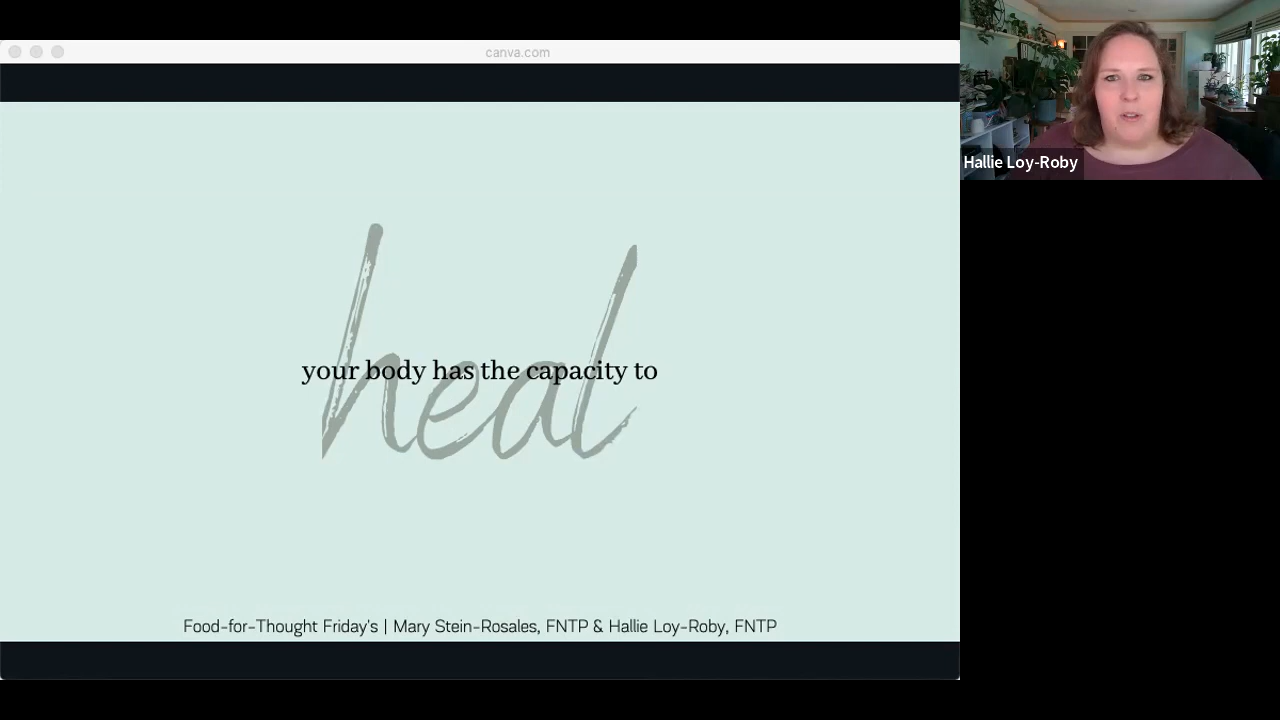 canva.com
your body has the capacity to
heal
Food-for-Thought Friday's | Mary Stein-Rosales, FNTP & Hallie Loy-Roby, FNTP
Hallie Loy-Roby